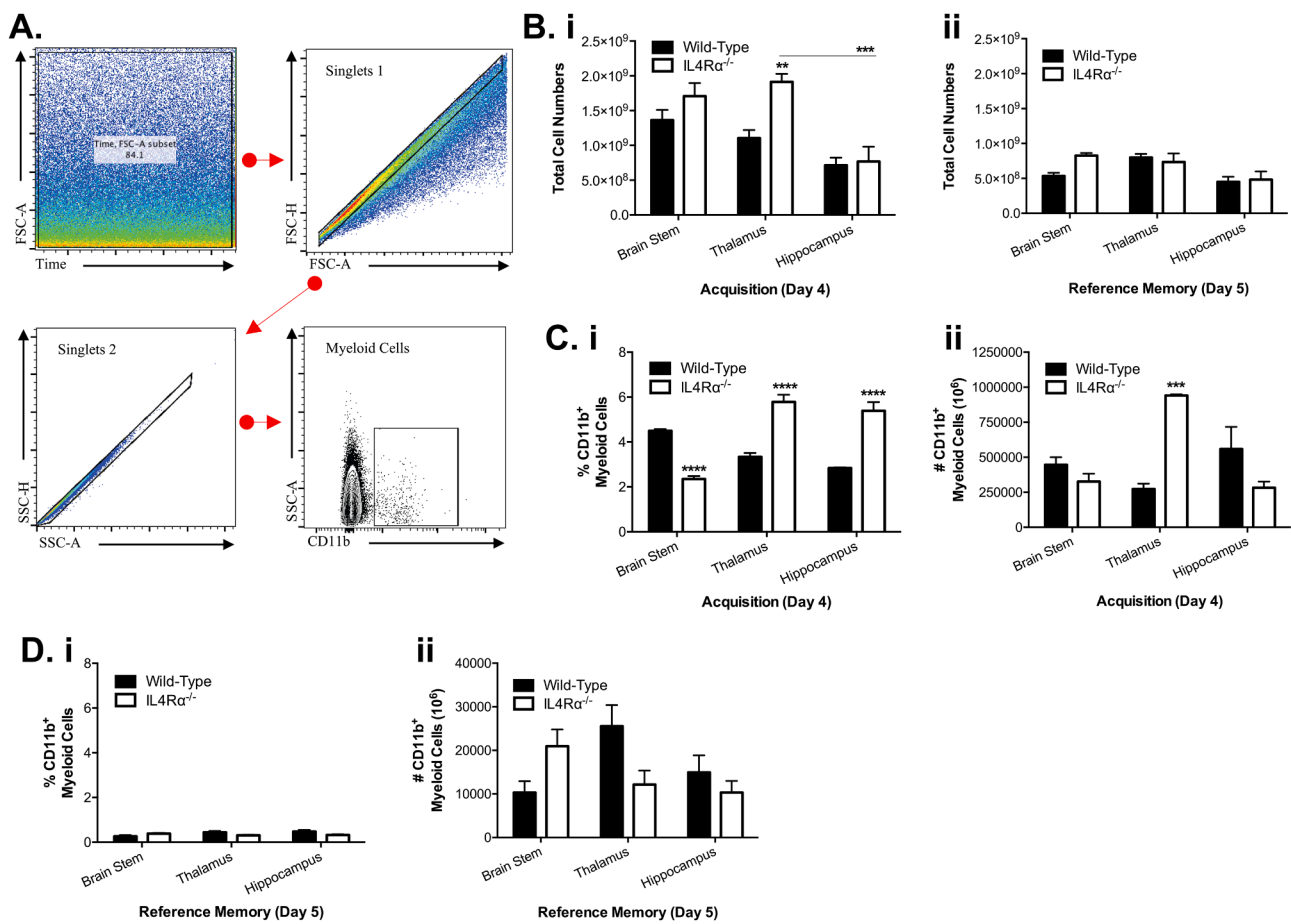 A.
Time, FSC-A subset
84.1
FSC-A
Time
Singlets 1
FSC-H
FSC-A
Singlets 2
SSC-H
SSC-A
Myeloid Cells
SSC-A
CD11b
B. i
Wild-Type
IL4Rα-/-
**
***
Total Cell Numbers
2.5×10⁹
2.0×10⁹
1.5×10⁹
1.0×10⁹
5.0×10⁸
0.0
Brain Stem
Thalamus
Hippocampus
Acquisition (Day 4)
ii
Wild-Type
IL4Rα-/-
Total Cell Numbers
2.5×10⁹
2.0×10⁹
1.5×10⁹
1.0×10⁹
5.0×10⁸
0.0
Brain Stem
Thalamus
Hippocampus
Reference Memory (Day 5)
C. i
Wild-Type
IL4Rα-/-
****
****
****
% CD11b⁺
Myeloid Cells
8
6
4
2
0
Brain Stem
Thalamus
Hippocampus
Acquisition (Day 4)
ii
Wild-Type
IL4Rα-/-
***
# CD11b⁺
Myeloid Cells (10⁶)
1250000
1000000
750000
500000
250000
0
Brain Stem
Thalamus
Hippocampus
Acquisition (Day 4)
D. i
Wild-Type
IL4Rα-/-
% CD11b⁺
Myeloid Cells
8
6
4
2
0
Brain Stem
Thalamus
Hippocampus
Reference Memory (Day 5)
ii
Wild-Type
IL4Rα-/-
# CD11b⁺
Myeloid Cells (10⁶)
40000
30000
20000
10000
0
Brain Stem
Thalamus
Hippocampus
Reference Memory (Day 5)